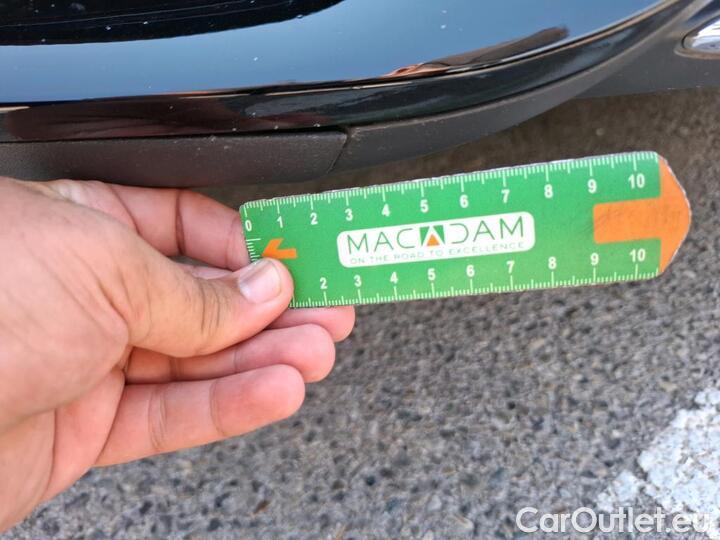 0 1 2 3 4 5 6 7 8 9 10
MACADAM
ON THE ROAD TO EXCELLENCE
2 3 4 5 6 7 8 9 10
CarOutlet.eu